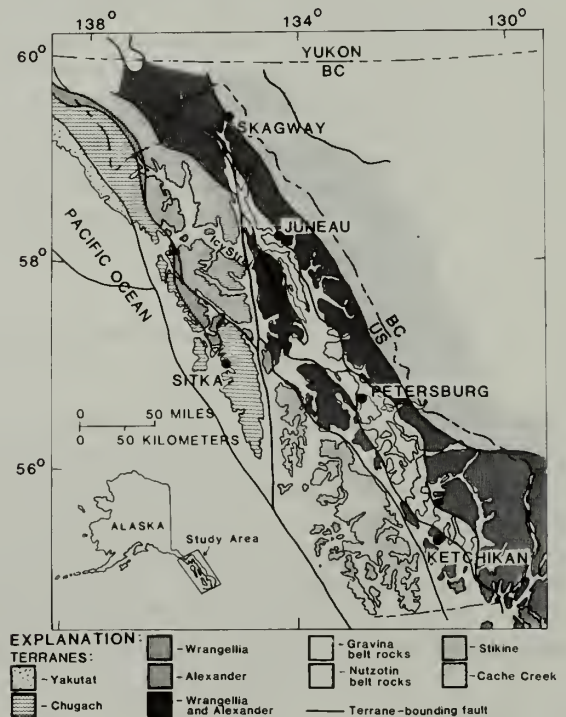 138° 134° 130°
60°
YUKON
BC
SKAGWAY
Icy Str
JUNEAU
58°
PACIFIC OCEAN
BC
US
SITKA
PETERSBURG
0 50 MILES
0 50 KILOMETERS
56°
ALASKA
Study Area
KETCHIKAN
EXPLANATION:
TERRANES:
- Yakutat
- Chugach
- Wrangellia
- Alexander
- Wrangellia
and Alexander
- Gravina
belt rocks
- Nutzotin
belt rocks
- Stikine
- Cache Creek
- Terrane-bounding fault